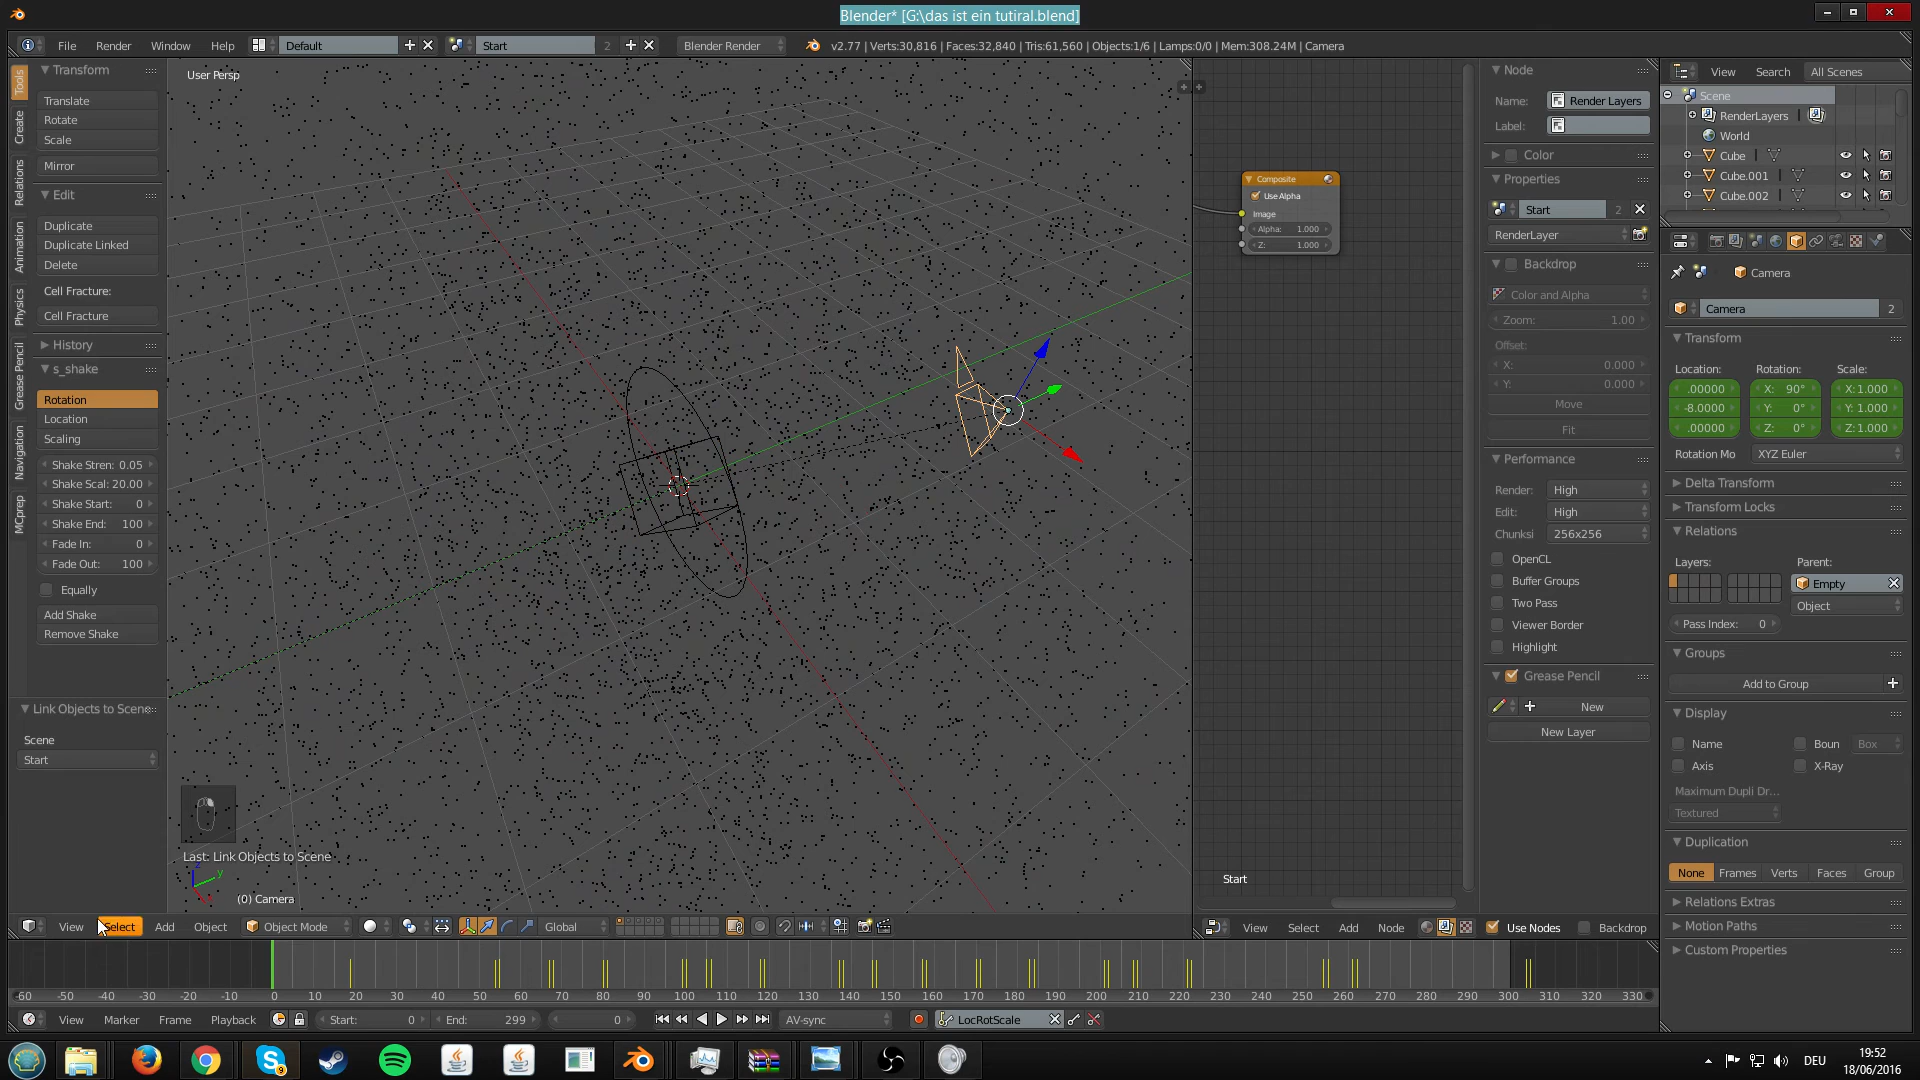 Blender* [G:\das ist ein tutiral.blend]
File Render Window Help Default Start 2 Blender Render v2.77 | Verts:30,816 | Faces:32,840 | Tris:61,560 | Objects:1/6 | Lamps:0/0 | Mem:308.24M | Camera
Tools
Create
Relations
Animation
Physics
Grease Pencil
Navigation
MCprep
Transform
Translate
Rotate
Scale
Mirror
Edit
Duplicate
Duplicate Linked
Delete
Cell Fracture:
Cell Fracture
History
s_shake
Rotation
Location
Scaling
Shake Stren: 0.05
Shake Scal: 20.00
Shake Start: 0
Shake End: 100
Fade In: 0
Fade Out: 100
Equally
Add Shake
Remove Shake
Link Objects to Scene
Scene
Start
User Persp
Last: Link Objects to Scene
z
y
(0) Camera
View Select Add Object Object Mode Global
Composite
Use Alpha
Image
Alpha: 1.000
Z: 1.000
Start
View Select Add Node Use Nodes Backdrop
Node
Name: Render Layers
Label:
Color
Properties
Start 2
RenderLayer
Backdrop
Color and Alpha
Zoom: 1.00
Offset:
X: 0.000
Y: 0.000
Move
Fit
Performance
Render: High
Edit: High
Chunksi 256x256
OpenCL
Buffer Groups
Two Pass
Viewer Border
Highlight
Grease Pencil
New
New Layer
View Search All Scenes
Scene
RenderLayers
World
Cube
Cube.001
Cube.002
Camera
Camera 2
Transform
Location: Rotation: Scale:
.00000 X: 90° X: 1.000
-8.0000 Y: 0° Y: 1.000
.00000 Z: 0° Z: 1.000
Rotation Mo XYZ Euler
Delta Transform
Transform Locks
Relations
Layers: Parent:
Empty
Object
Pass Index: 0
Groups
Add to Group
Display
Name Boun Box
Axis X-Ray
Maximum Dupli Dr...
Textured
Duplication
None Frames Verts Faces Group
Relations Extras
Motion Paths
Custom Properties
-60 -50 -40 -30 -20 -10 0 10 20 30 40 50 60 70 80 90 100 110 120 130 140 150 160 170 180 190 200 210 220 230 240 250 260 270 280 290 300 310 320 330
View Marker Frame Playback Start: 0 End: 299 0 AV-sync LocRotScale
9 DEU 19:52
18/06/2016